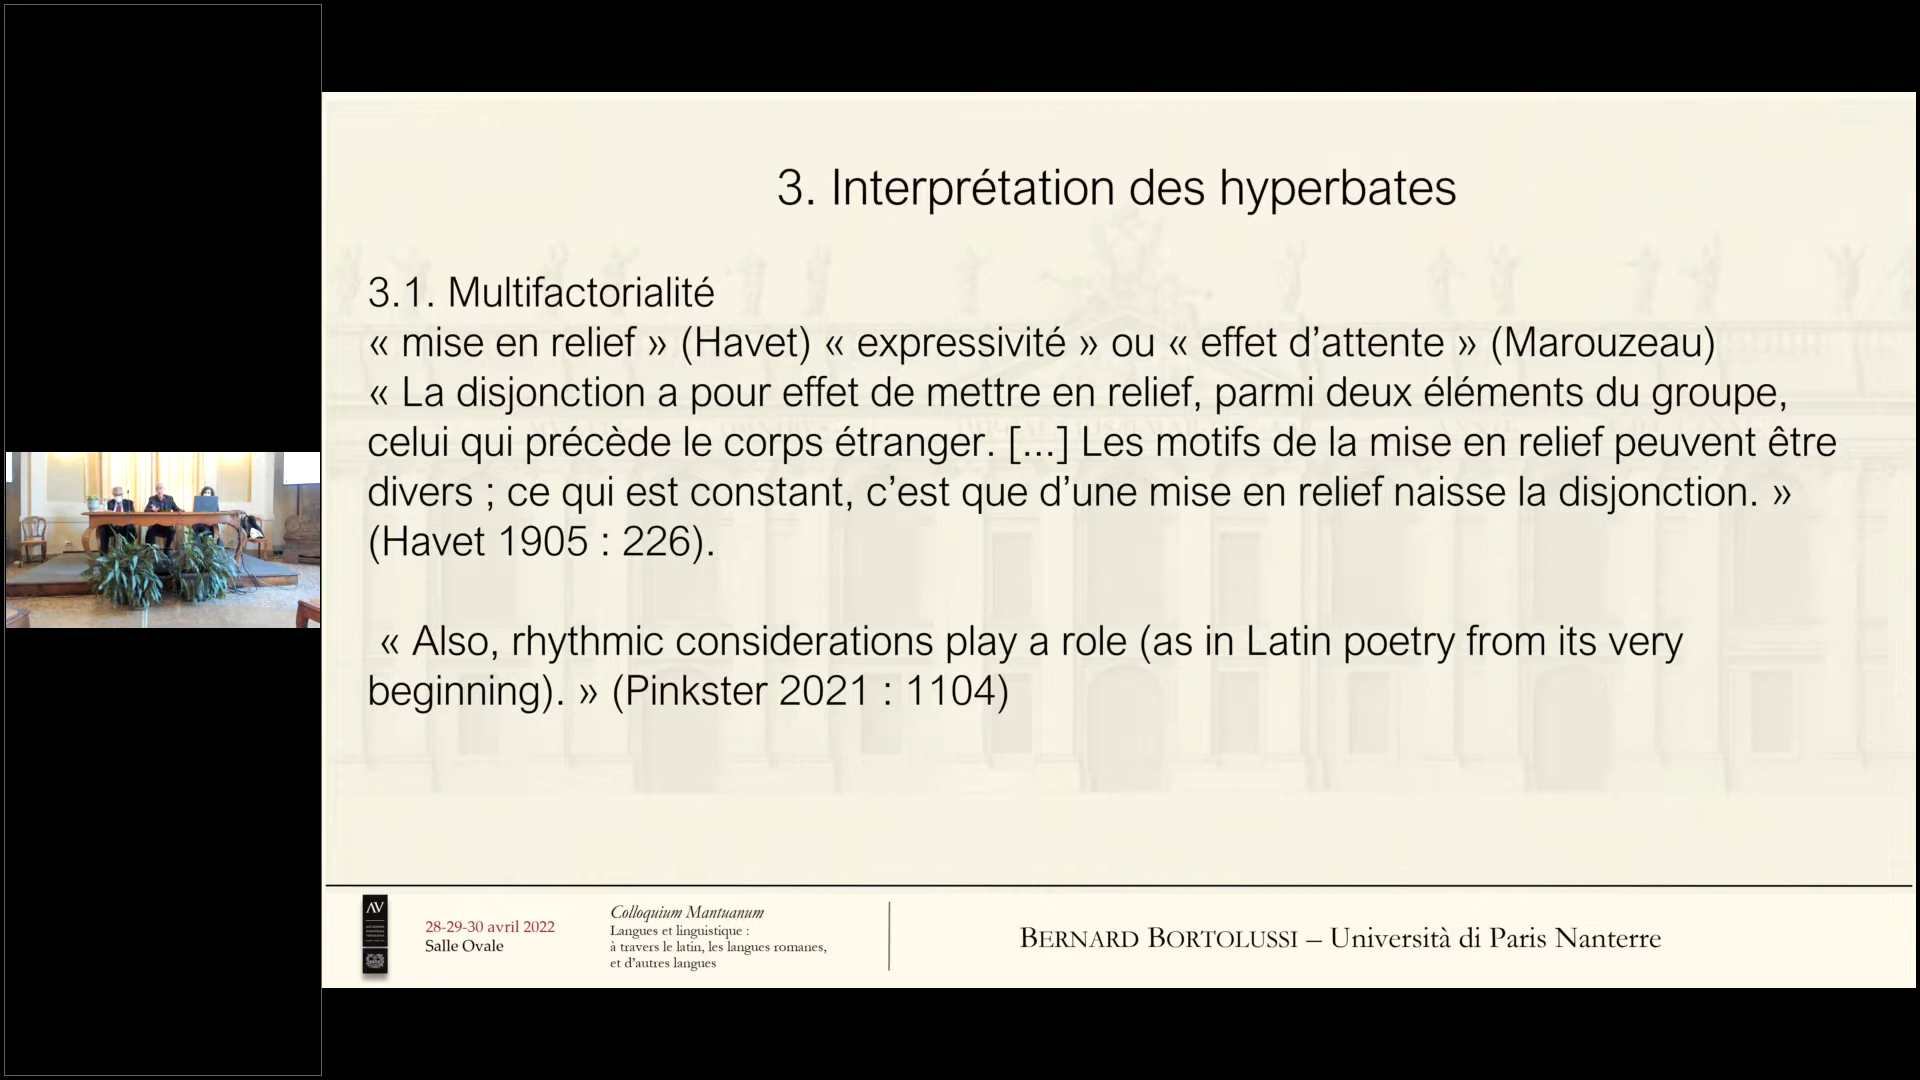 3. Interprétation des hyperbates
3.1. Multifactorialité
« mise en relief » (Havet) « expressivité » ou « effet d’attente » (Marouzeau)
« La disjonction a pour effet de mettre en relief, parmi deux éléments du groupe,
celui qui précède le corps étranger. [...] Les motifs de la mise en relief peuvent être
divers ; ce qui est constant, c’est que d’une mise en relief naisse la disjonction. »
(Havet 1905 : 226).
« Also, rhythmic considerations play a role (as in Latin poetry from its very
beginning). » (Pinkster 2021 : 1104)
AV
28-29-30 avril 2022
Salle Ovale
Colloquium Mantuanum
Langues et linguistique :
à travers le latin, les langues romanes,
et d’autres langues
BERNARD BORTOLUSSI – Università di Paris Nanterre